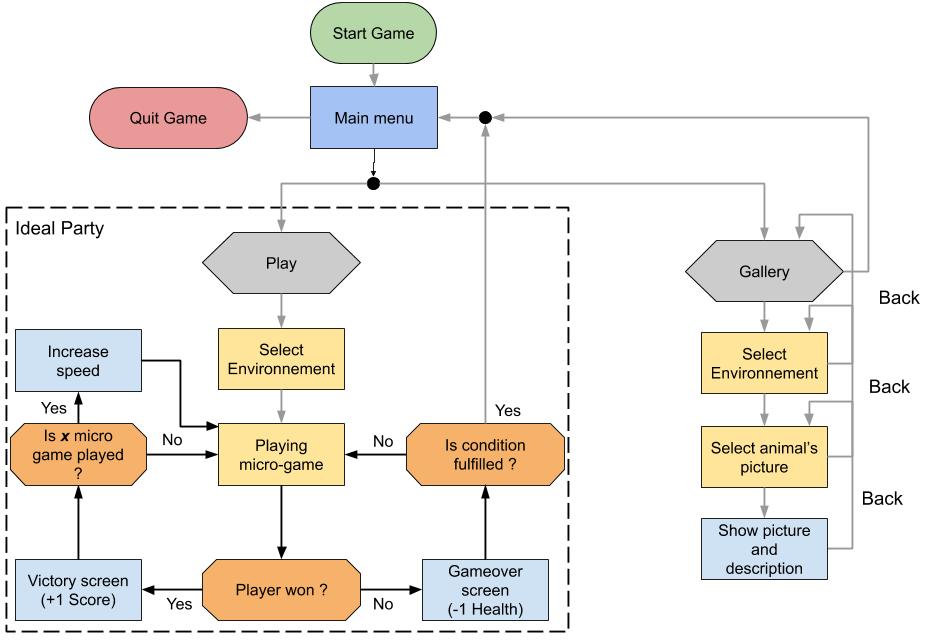 Start Game
Quit Game
Main menu
Ideal Party
Play
Gallery
Back
Select
Environnement
Increase
speed
Select
Environnement
Back
Yes
Yes
Is x micro
game played
?
No
Playing
micro-game
No
Is condition
fulfilled ?
Select animal's
picture
Back
Victory screen
(+1 Score)
Yes
Player won ?
No
Gameover
screen
(-1 Health)
Show picture
and
description